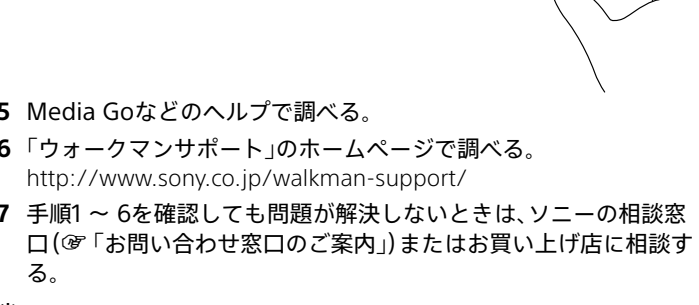 5 Media Goなどのヘルプで調べる。
6 「ウォークマンサポート」のホームページで調べる。
http://www.sony.co.jp/walkman-support/
7 手順1 ~ 6を確認しても問題が解決しないときは、ソニーの相談窓
口(☞「お問い合わせ窓口のご案内」)またはお買い上げ店に相談す
る。